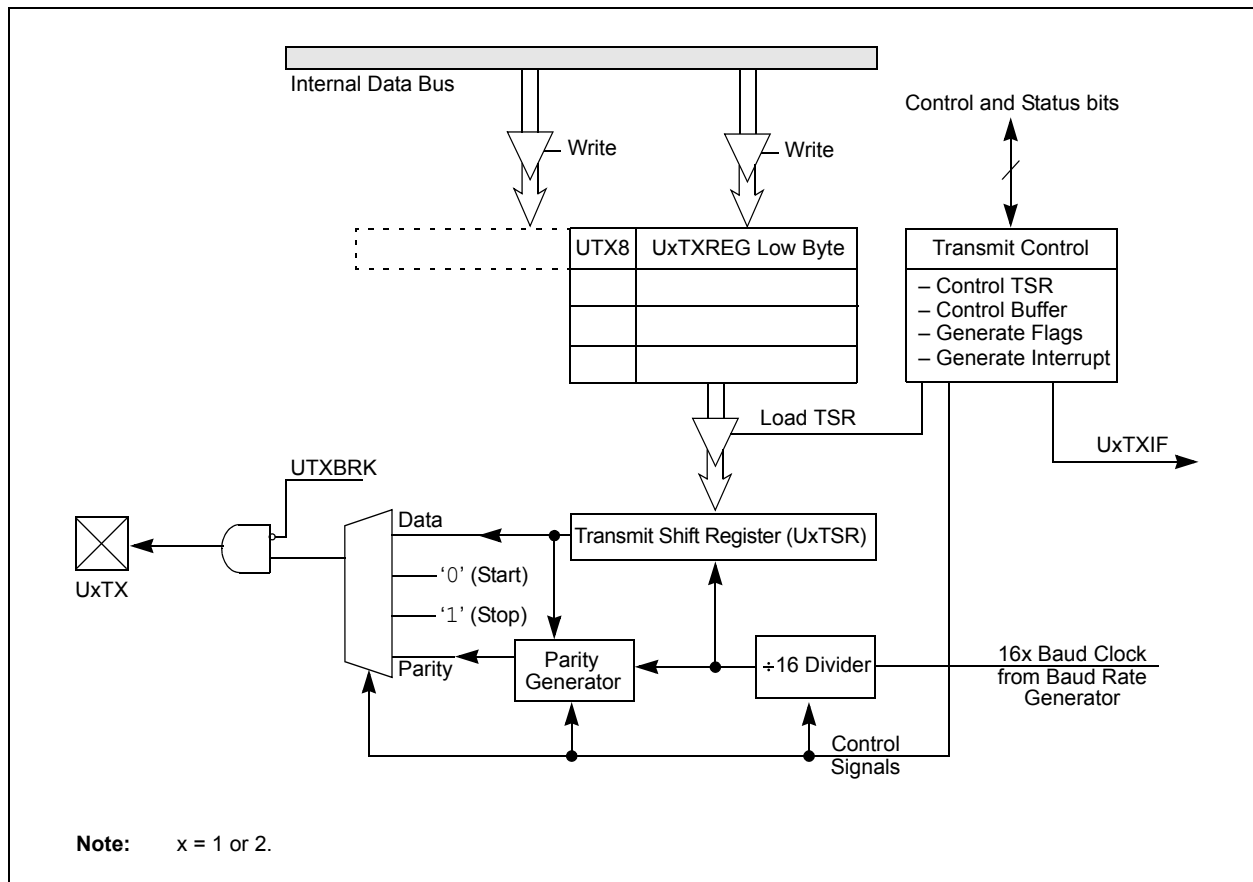 Internal Data Bus
Control and Status bits
Write
Write
UTX8
UxTXREG Low Byte
Transmit Control
– Control TSR
– Control Buffer
– Generate Flags
– Generate Interrupt
Load TSR
UxTXIF
UTXBRK
Data
Transmit Shift Register (UxTSR)
UxTX
‘0’ (Start)
‘1’ (Stop)
Parity
Parity
Generator
÷16 Divider
16x Baud Clock
from Baud Rate
Generator
Control
Signals
Note: x = 1 or 2.